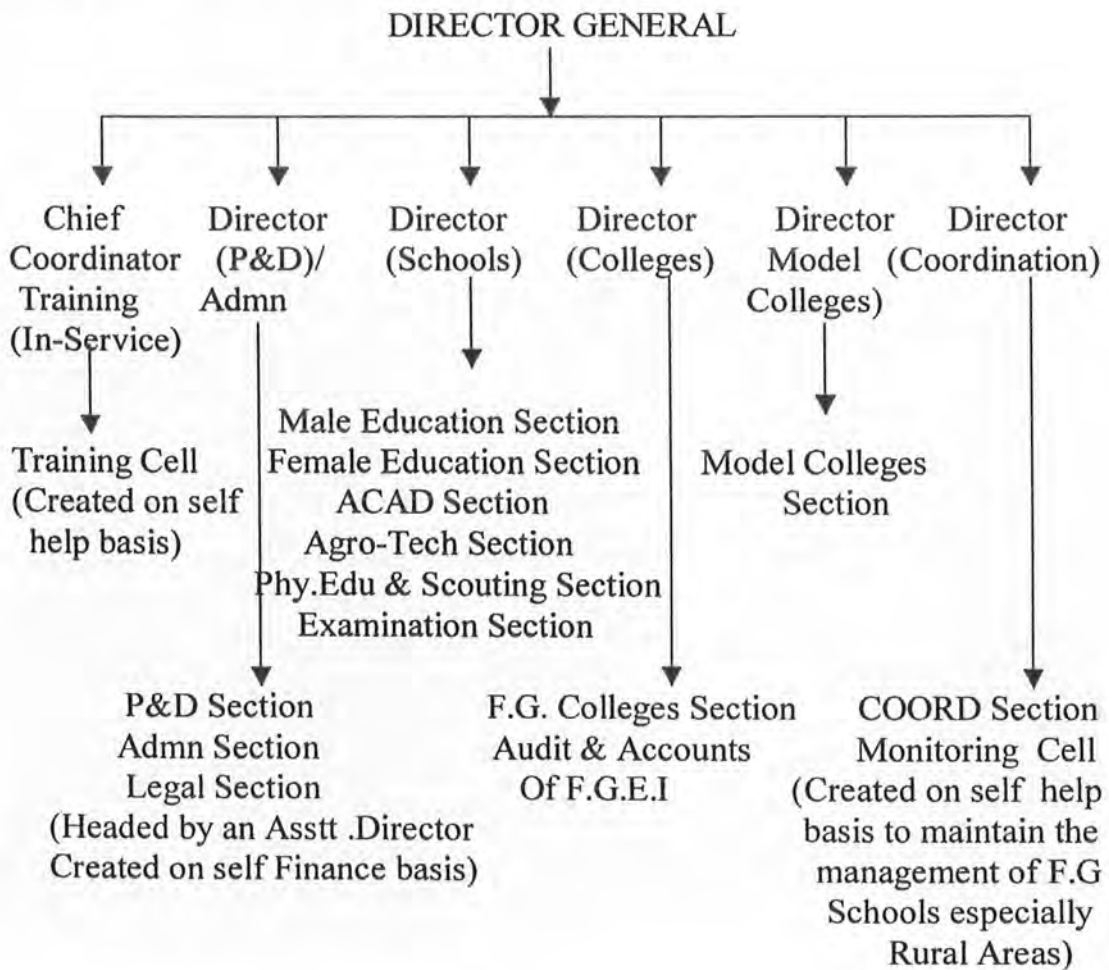 DIRECTOR GENERAL
Chief
Coordinator
Training
(In-Service)
Director
(P&D)/
Admn
Director
(Schools)
Director
(Colleges)
Director
Model
Colleges)
Director
(Coordination)
Training Cell
(Created on self
help basis)
Male Education Section
Female Education Section
ACAD Section
Agro-Tech Section
Phy.Edu & Scouting Section
Examination Section
Model Colleges
Section
P&D Section
Admn Section
Legal Section
(Headed by an Asstt .Director
Created on self Finance basis)
F.G. Colleges Section
Audit & Accounts
Of F.G.E.I
COORD Section
Monitoring Cell
(Created on self help
basis to maintain the
management of F.G
Schools especially
Rural Areas)